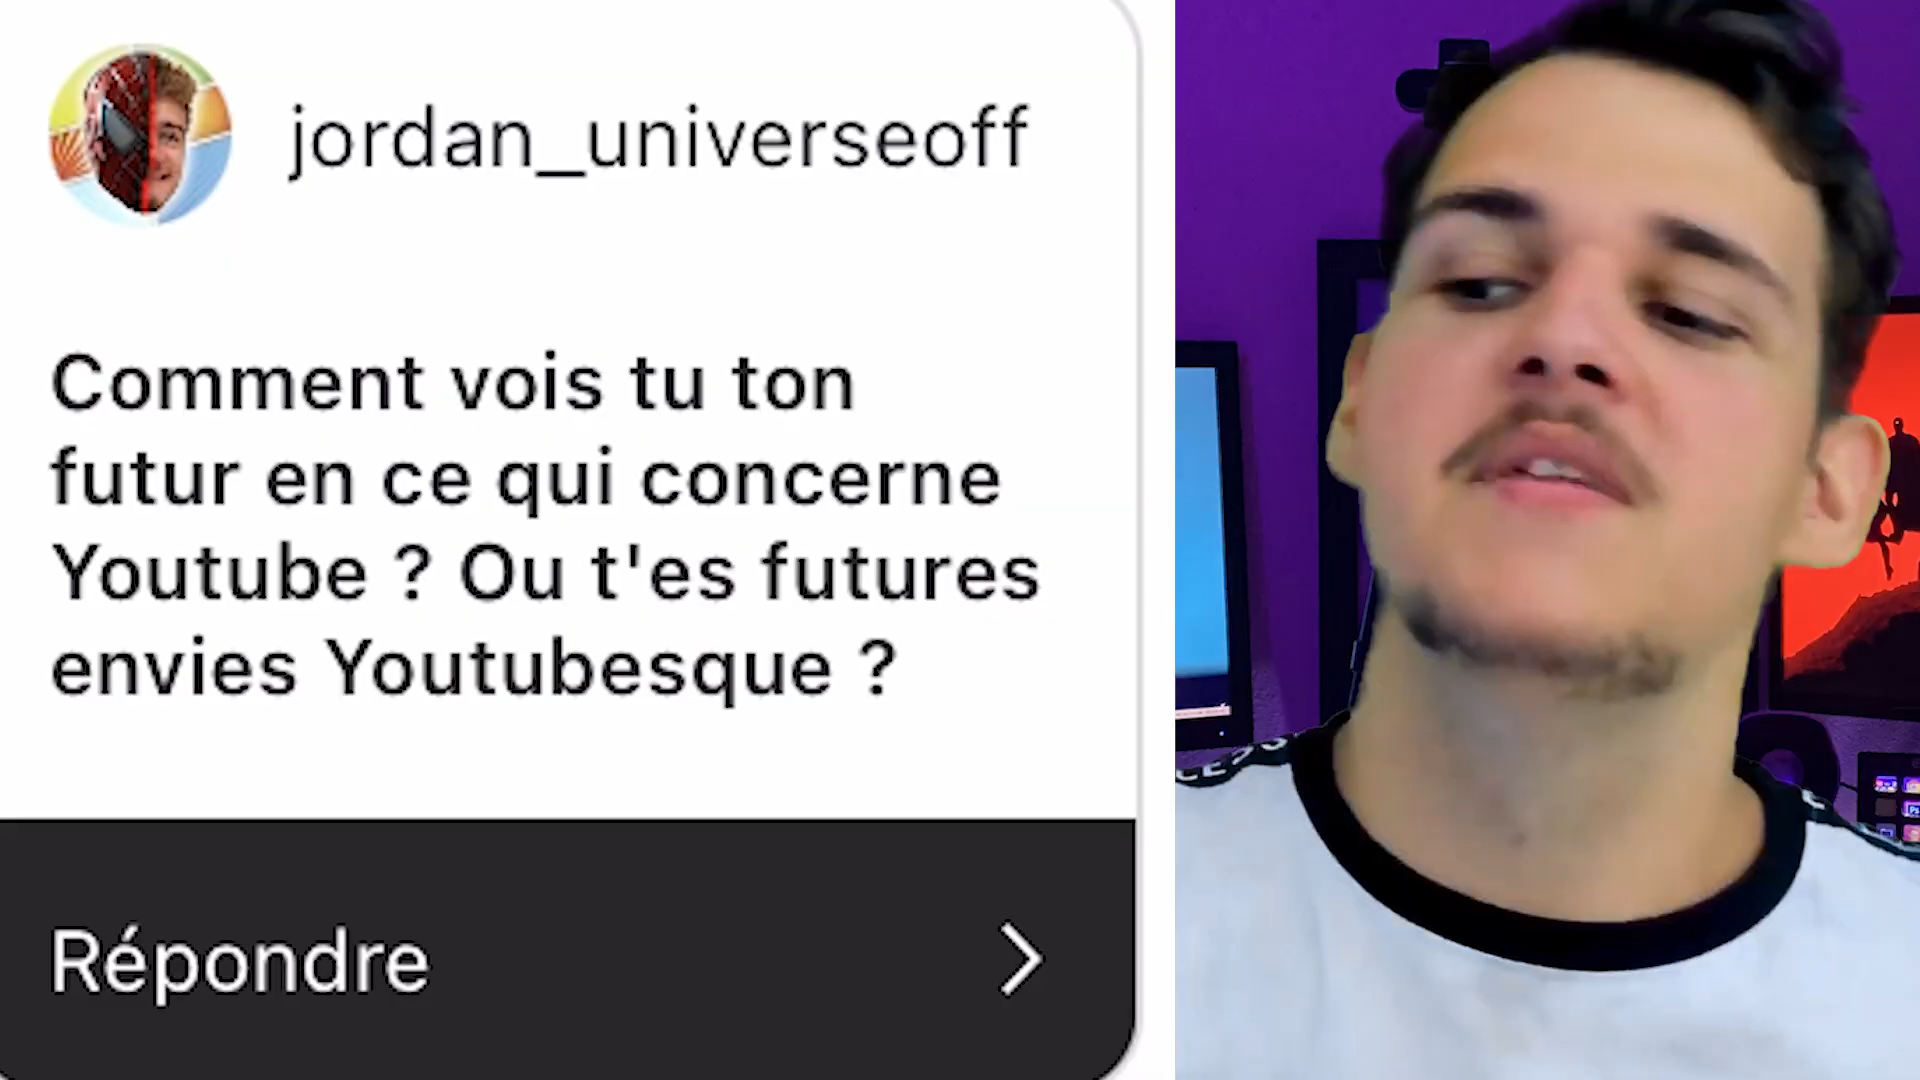 jordan_universeoff
Comment vois tu ton
futur en ce qui concerne
Youtube ? Ou t'es futures
envies Youtubesque ?
Répondre